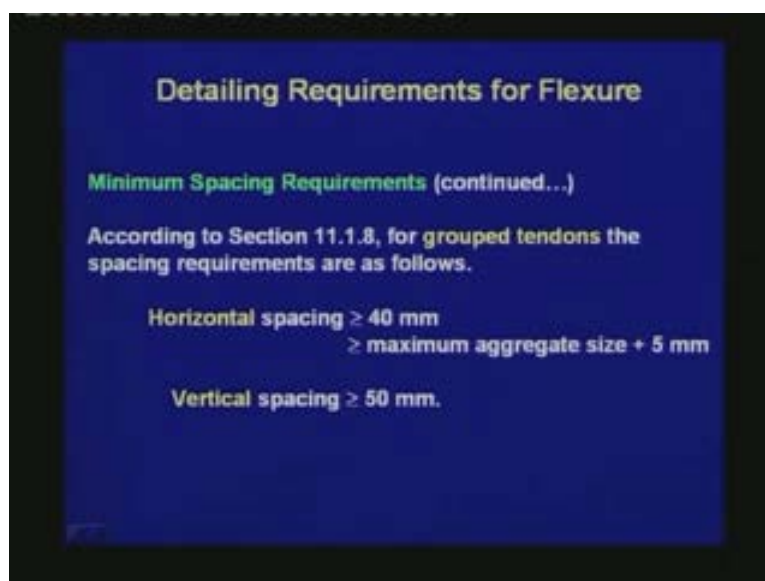 Detailing Requirements for Flexure
Minimum Spacing Requirements (continued...)
According to Section 11.1.8, for grouped tendons the
spacing requirements are as follows.
Horizontal spacing ≥ 40 mm
≥ maximum aggregate size + 5 mm
Vertical spacing ≥ 50 mm.